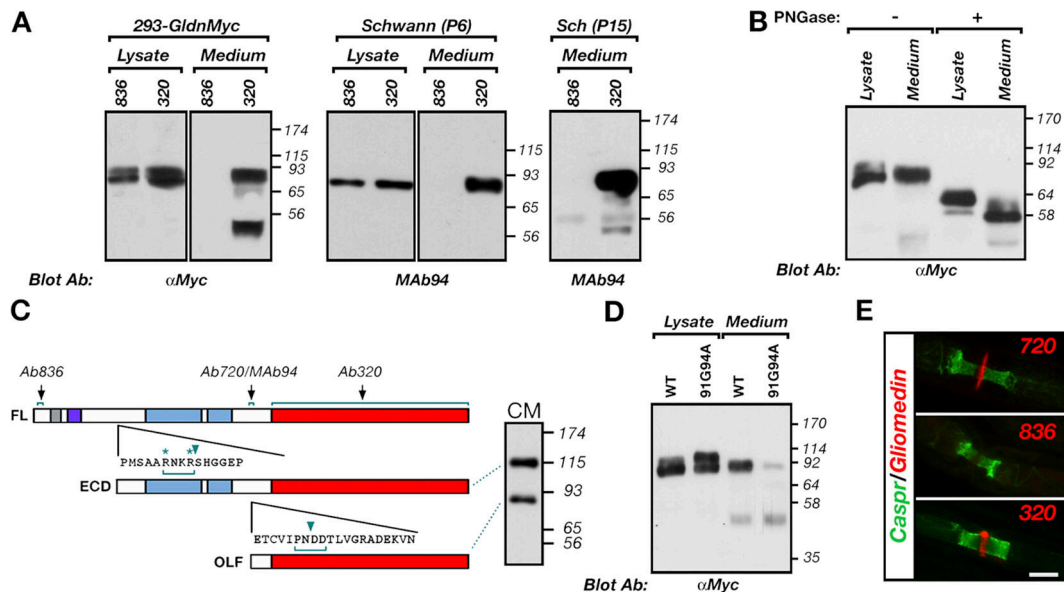 A
293-GldnMyc
Lysate Medium
836 320 836 320
174
115
93
65
56
Blot Ab: αMyc
Schwann (P6)
Lysate Medium
836 320 836 320
115
93
65
56
MAb94
Sch (P15)
Medium
836 320
174
115
93
65
56
MAb94
B
PNGase: - +
Lysate Medium Lysate Medium
170
114
92
64
58
Blot Ab: αMyc
C
Ab836 Ab720/MAb94 Ab320
FL
PMSAARNKRSHGGEP
* *
ECD
ETCVIPNDDTLVGRADEKVN
OLF
CM
174
115
93
65
56
D
Lysate Medium
WT 91G94A WT 91G94A
170
114
92
64
58
35
Blot Ab: αMyc
E
Caspr/Gliomedin
720
836
320